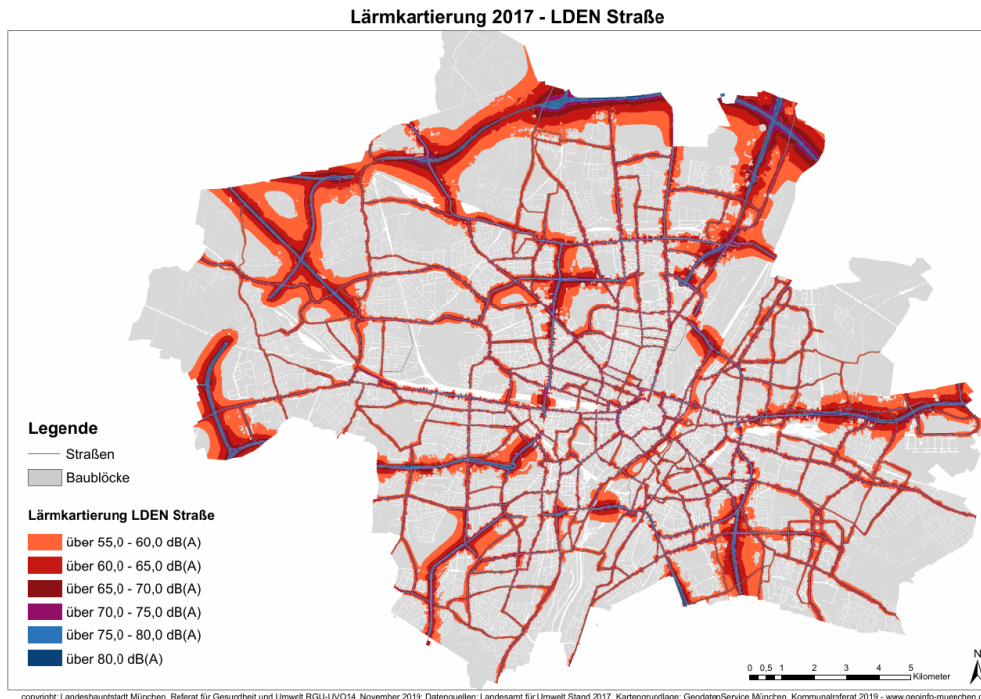 Lärmkartierung 2017 - LDEN Straße
Legende
Straßen
Baublöcke
Lärmkartierung LDEN Straße
über 55,0 - 60,0 dB(A)
über 60,0 - 65,0 dB(A)
über 65,0 - 70,0 dB(A)
über 70,0 - 75,0 dB(A)
über 75,0 - 80,0 dB(A)
über 80,0 dB(A)
N
0 0,5 1 2 3 4 5
Kilometer
copyright: Landeshauptstadt München, Referat für Gesundheit und Umwelt RGU-UVO14, November 2019; Datenquellen: Landesamt für Umwelt Stand 2017, Kartengrundlage: GeodatenService München, Kommunalreferat 2019 - www.geoinfo-muenchen.d